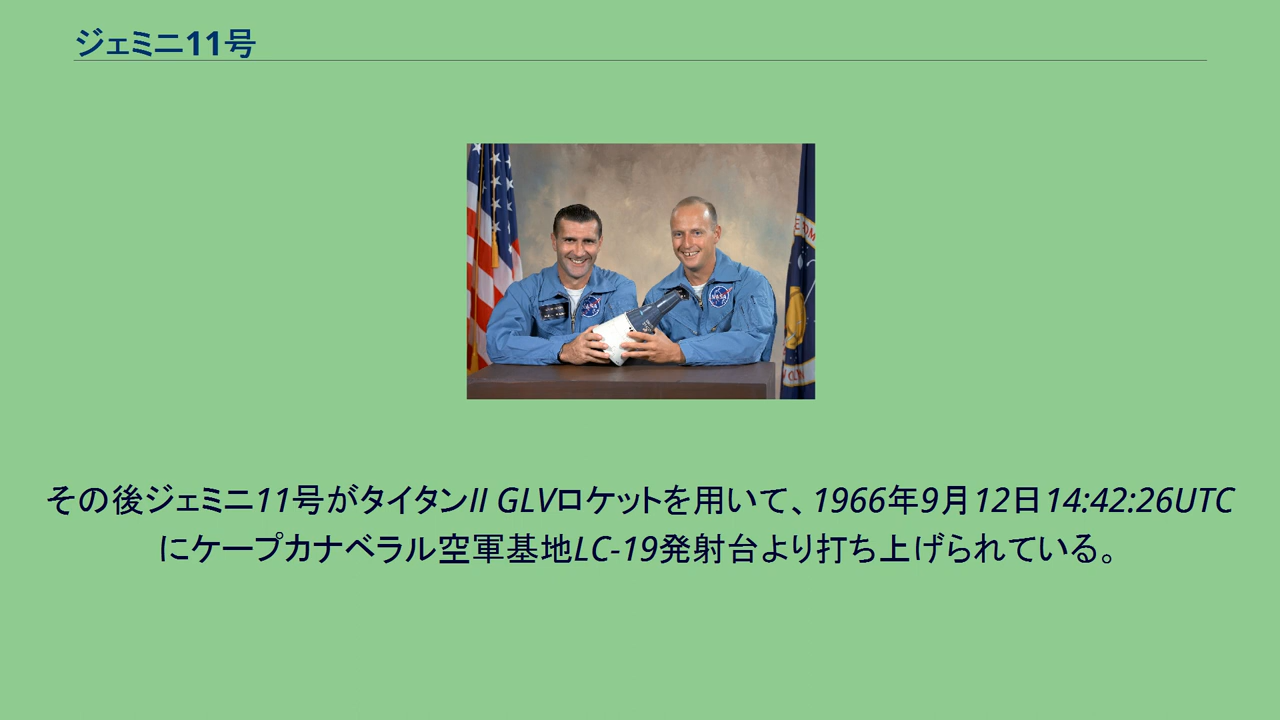 ジェミニ11号
NASA
NASA
その後ジェミニ11号がタイタンII GLVロケットを用いて、1966年9月12日14:42:26UTC
にケープカナベラル空軍基地LC-19発射台より打ち上げられている。